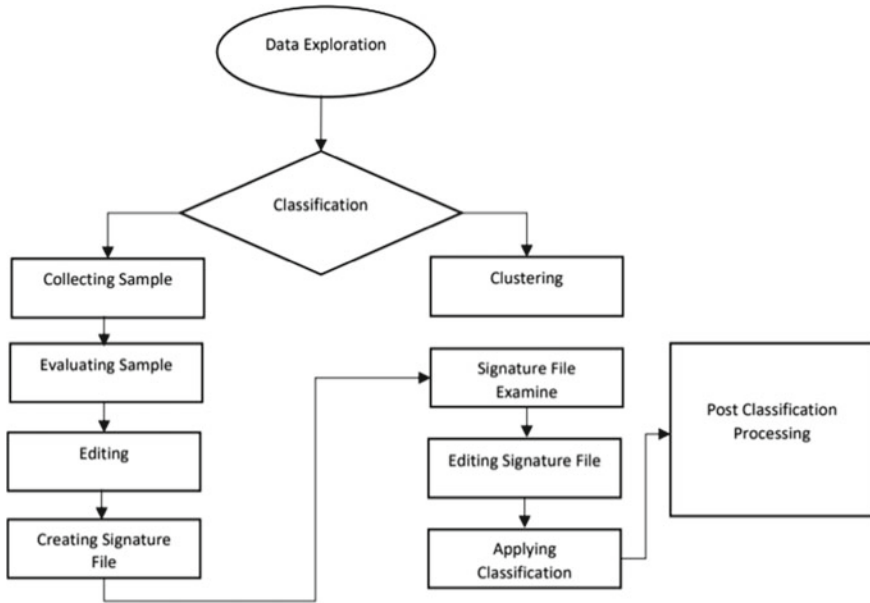 Data Exploration
Classification
Collecting Sample
Evaluating Sample
Editing
Creating Signature
File
Clustering
Signature File
Examine
Editing Signature File
Applying
Classification
Post Classification
Processing